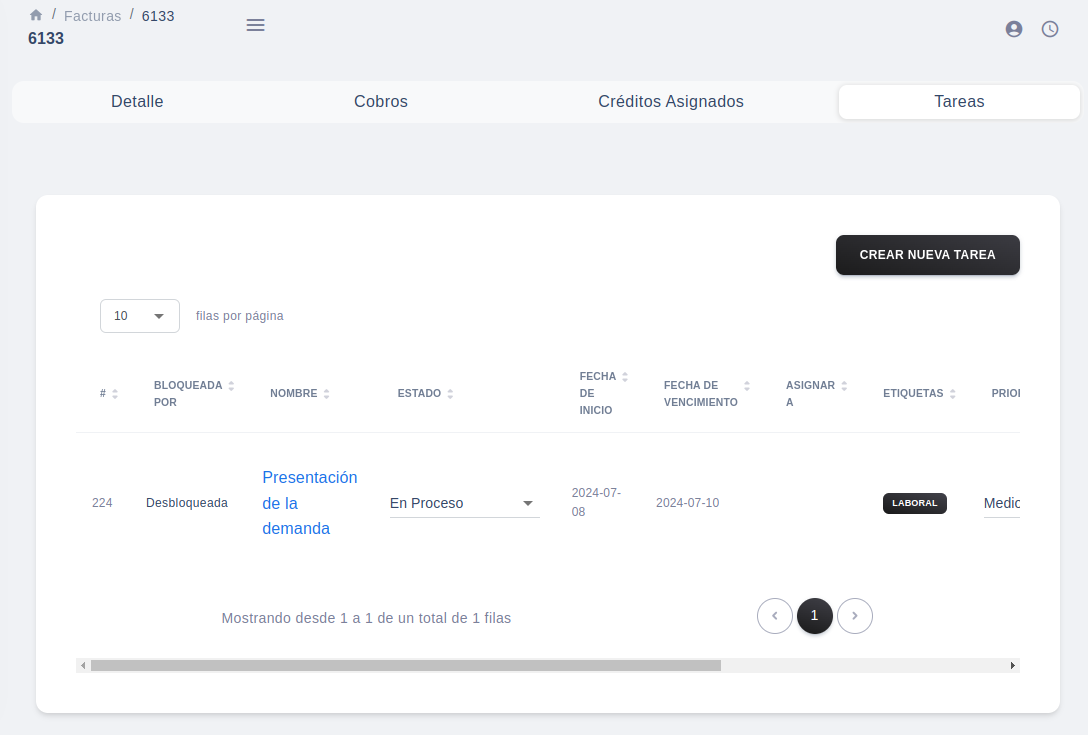 / Facturas / 6133
6133
Detalle
Cobros
Créditos Asignados
Tareas
CREAR NUEVA TAREA
10
filas por página
#
BLOQUEADA
POR
NOMBRE
ESTADO
FECHA
DE
INICIO
FECHA DE
VENCIMIENTO
ASIGNAR
A
ETIQUETAS
PRIOR
224
Desbloqueada
Presentación
de la
demanda
En Proceso
2024-07-
08
2024-07-10
LABORAL
Medio
Mostrando desde 1 a 1 de un total de 1 filas
1